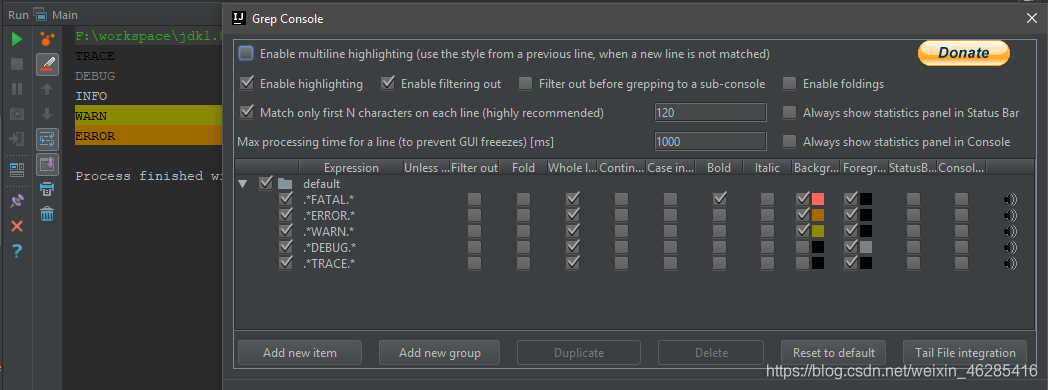 Run Main
F:\workspace\jdk1.8
TRACE
DEBUG
INFO
WARN
ERROR
Process finished wi
Grep Console
Enable multiline highlighting (use the style from a previous line, when a new line is not matched)
Donate
Enable highlighting Enable filtering out Filter out before grepping to a sub-console Enable foldings
Match only first N characters on each line (highly recommended) 120 Always show statistics panel in Status Bar
Max processing time for a line (to prevent GUI freeezes) [ms] 1000 Always show statistics panel in Console
Expression Unless ... Filter out Fold Whole l... Contin... Case in... Bold Italic Backgr... Foregr... StatusB... Consol...
default
.*FATAL.*
.*ERROR.*
.*WARN.*
.*DEBUG.*
.*TRACE.*
Add new item Add new group Duplicate Delete Reset to default Tail File integration
https://blog.csdn.net/weixin_46285416